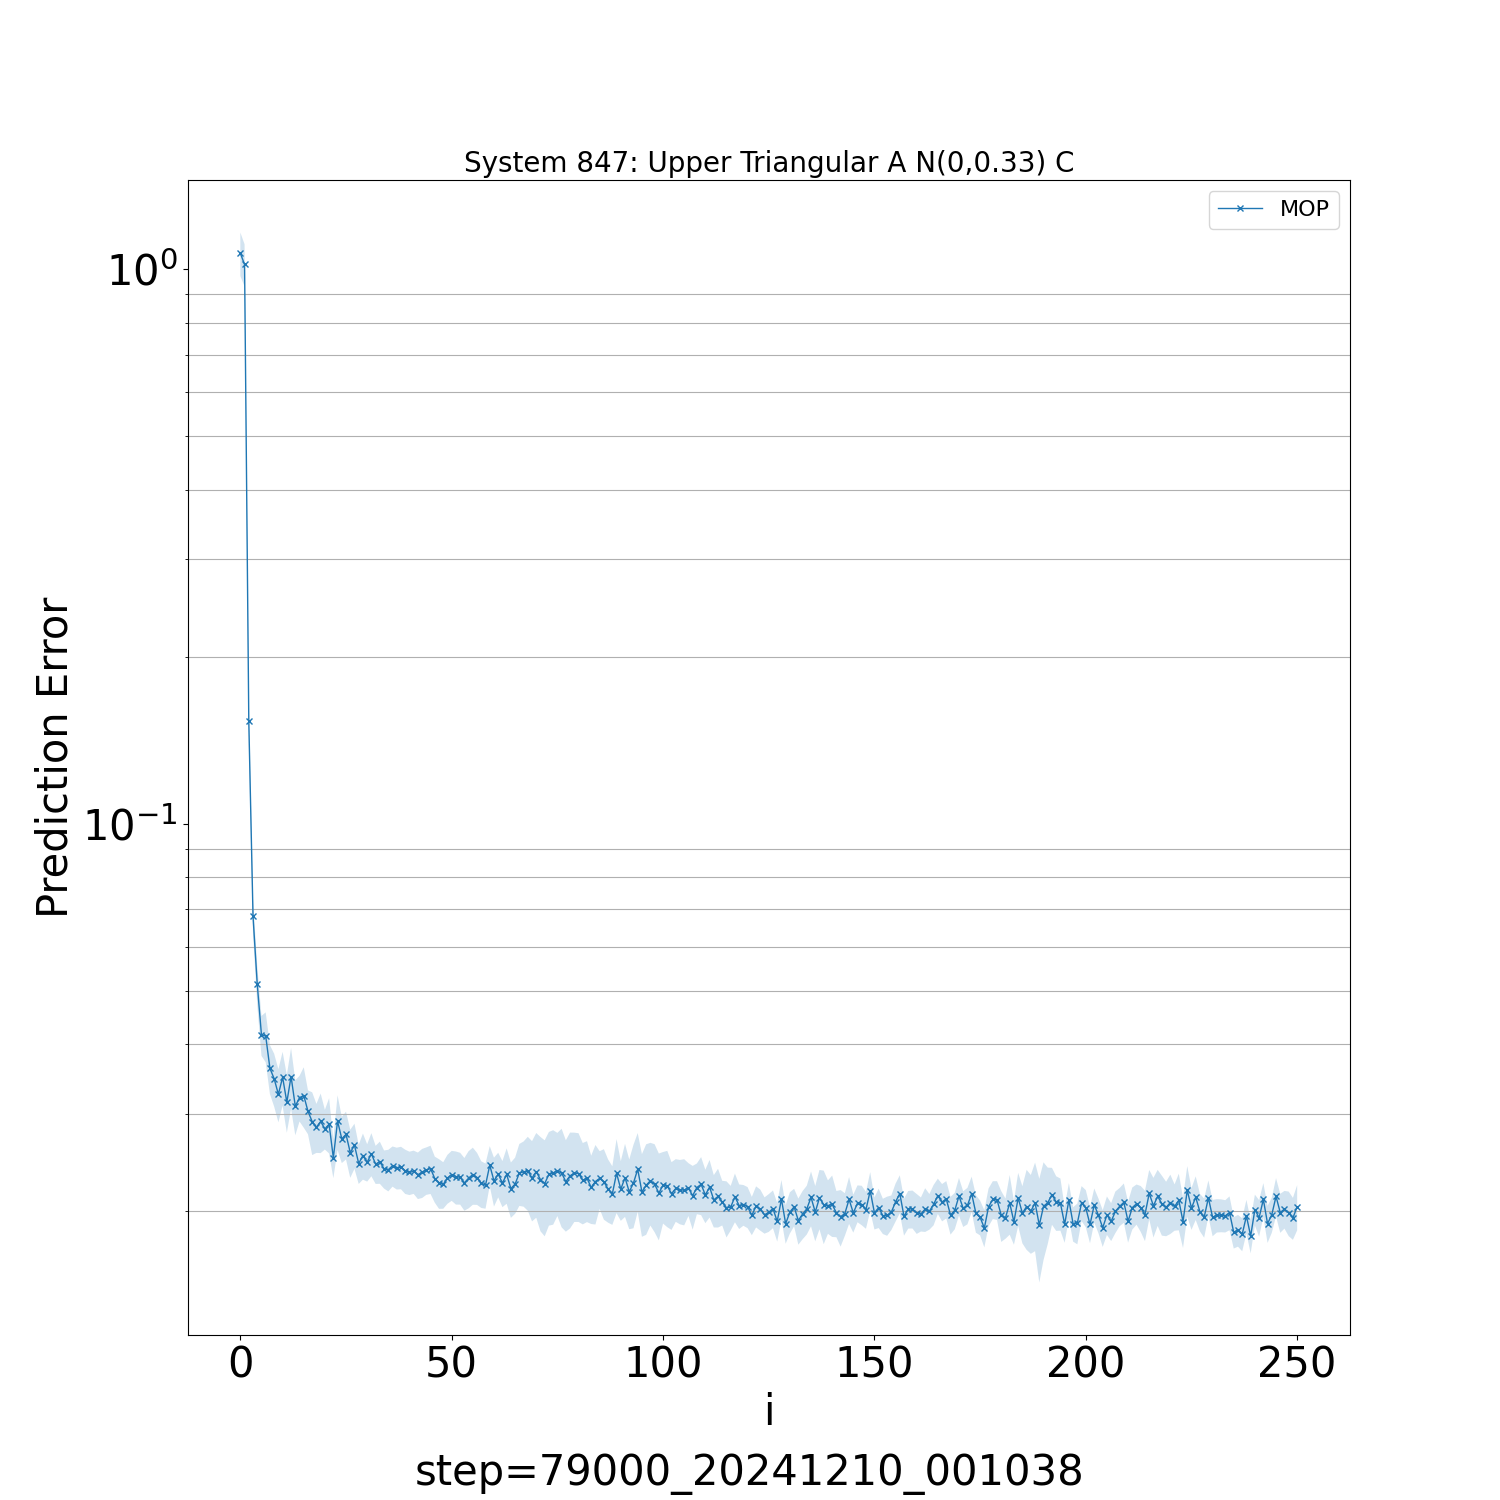 System 847: Upper Triangular A N(0,0.33) C
MOP
10⁰
10⁻¹
Prediction Error
0 50 100 150 200 250
i
step=79000_20241210_001038